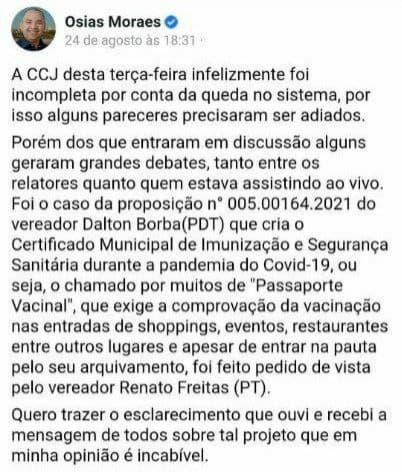 Osias Moraes
24 de agosto às 18:31 ·
A CCJ desta terça-feira infelizmente foi
incompleta por conta da queda no sistema, por
isso alguns pareceres precisaram ser adiados.
Porém dos que entraram em discussão alguns
geraram grandes debates, tanto entre os
relatores quanto quem estava assistindo ao vivo.
Foi o caso da proposição n° 005.00164.2021 do
vereador Dalton Borba(PDT) que cria o
Certificado Municipal de Imunização e Segurança
Sanitária durante a pandemia do Covid-19, ou
seja, o chamado por muitos de "Passaporte
Vacinal", que exige a comprovação da vacinação
nas entradas de shoppings, eventos, restaurantes
entre outros lugares e apesar de entrar na pauta
pelo seu arquivamento, foi feito pedido de vista
pelo vereador Renato Freitas (PT).
Quero trazer o esclarecimento que ouvi e recebi a
mensagem de todos sobre tal projeto que em
minha opinião é incabível.